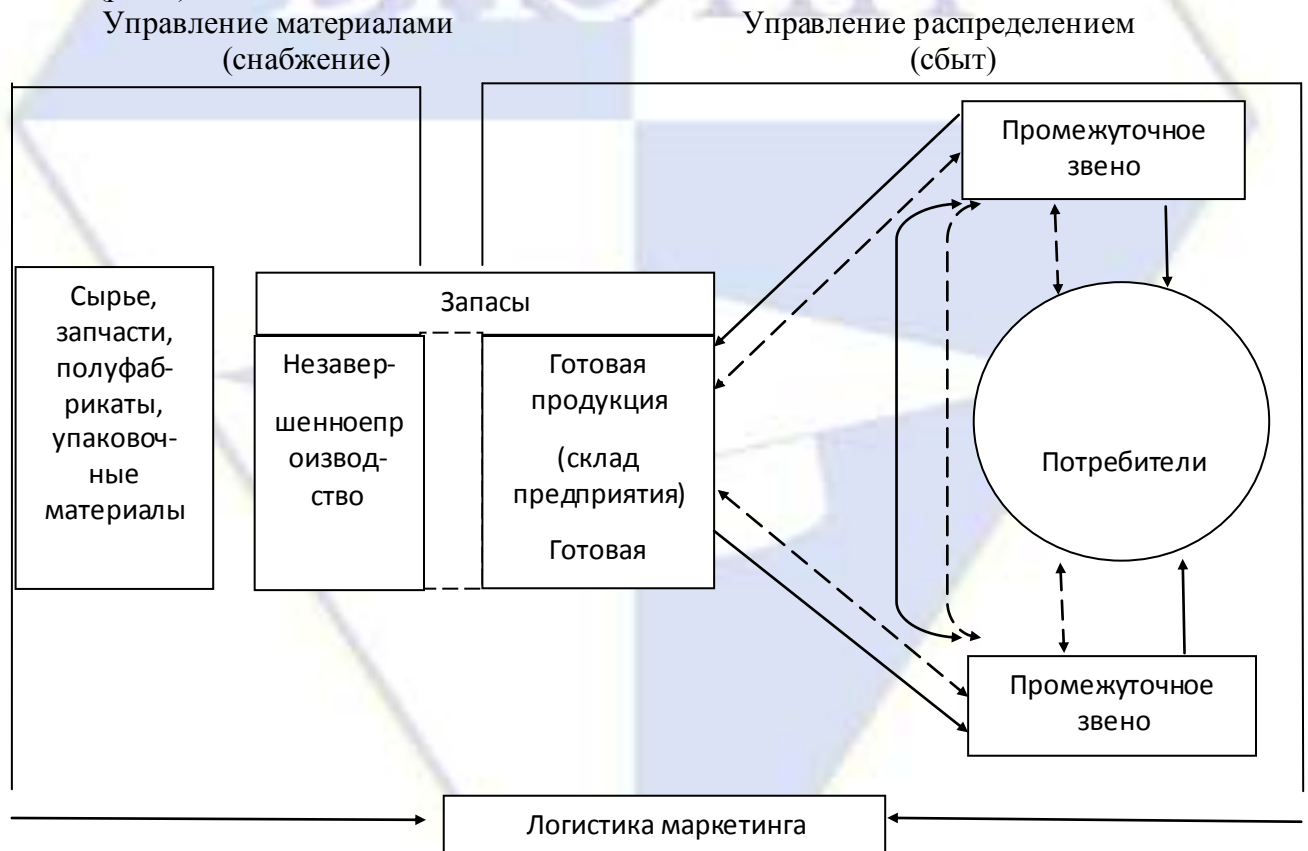 Управление материалами
(снабжение)
Управление распределением
(сбыт)
Промежуточное
звено
Сырье,
запчасти,
полуфаб-
рикаты,
упаковоч-
ные
материалы
Запасы
Незавер-
шенноепр
оизвод-
ство
Готовая
продукция
(склад
предприятия)
Готовая
Потребители
Промежуточное
звено
Логистика маркетинга